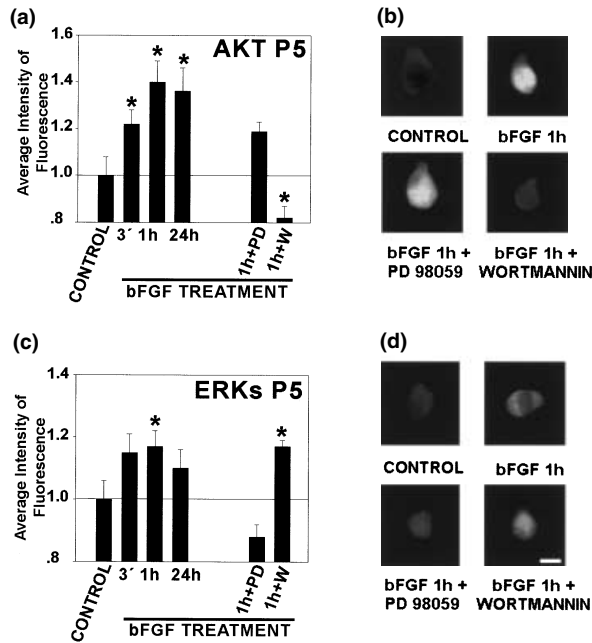 (a)
AKT P5
Average Intensity of
Fluorescence
1.6
1.4
1.2
1.0
.8
* * * *
CONTROL
3´ 1h 24h
1h+PD
1h+W
bFGF TREATMENT
(b)
CONTROL
bFGF 1h
bFGF 1h +
PD 98059
bFGF 1h +
WORTMANNIN
(c)
ERKs P5
Average Intensity of
Fluorescence
1.4
1.2
1.0
.8
* *
CONTROL
3´ 1h 24h
1h+PD
1h+W
bFGF TREATMENT
(d)
CONTROL
bFGF 1h
bFGF 1h +
PD 98059
bFGF 1h +
WORTMANNIN